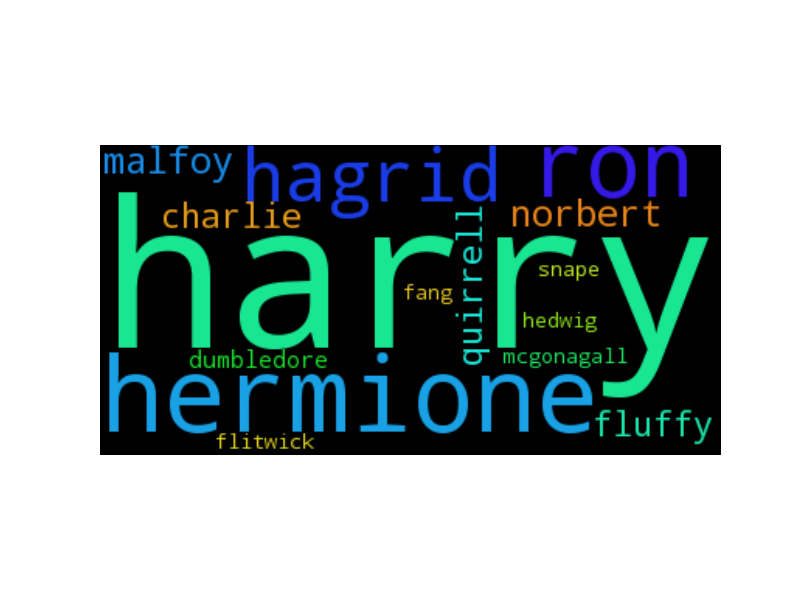 malfoy
hagrid
ron
charlie
norbert
harry
quirrell
snape
fang
hedwig
dumbledore
mcgonagall
hermione
fluffy
flitwick